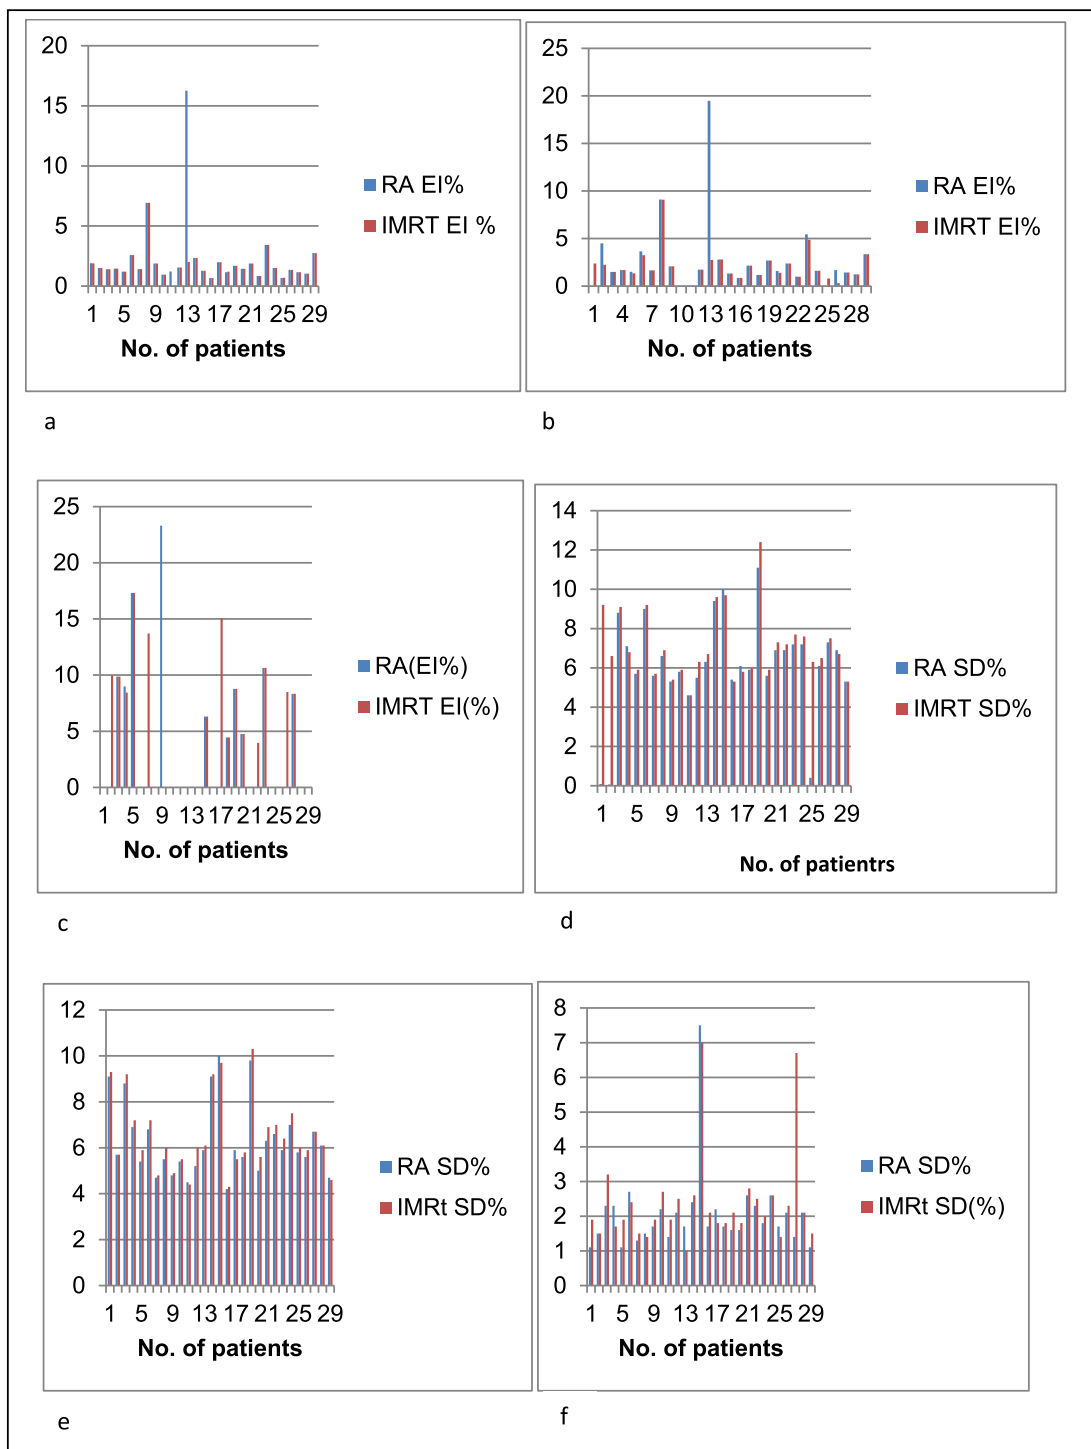 20
15
10
5
0
1 5 9 13 17 21 25 29
No. of patients
RA EI%
IMRT EI %
a
25
20
15
10
5
0
1 4 7 10 13 16 19 22 25 28
No. of patients
RA EI%
IMRT EI%
b
25
20
15
10
5
0
1 5 9 13 17 21 25 29
No. of patients
RA(EI%)
IMRT EI(%)
c
14
12
10
8
6
4
2
0
1 5 9 13 17 21 25 29
No. of patientrs
RA SD%
IMRT SD%
d
12
10
8
6
4
2
0
1 5 9 13 17 21 25 29
No. of patients
RA SD%
IMRt SD%
e
8
7
6
5
4
3
2
1
0
1 5 9 13 17 21 25 29
No. of patients
RA SD%
IMRt SD(%)
f